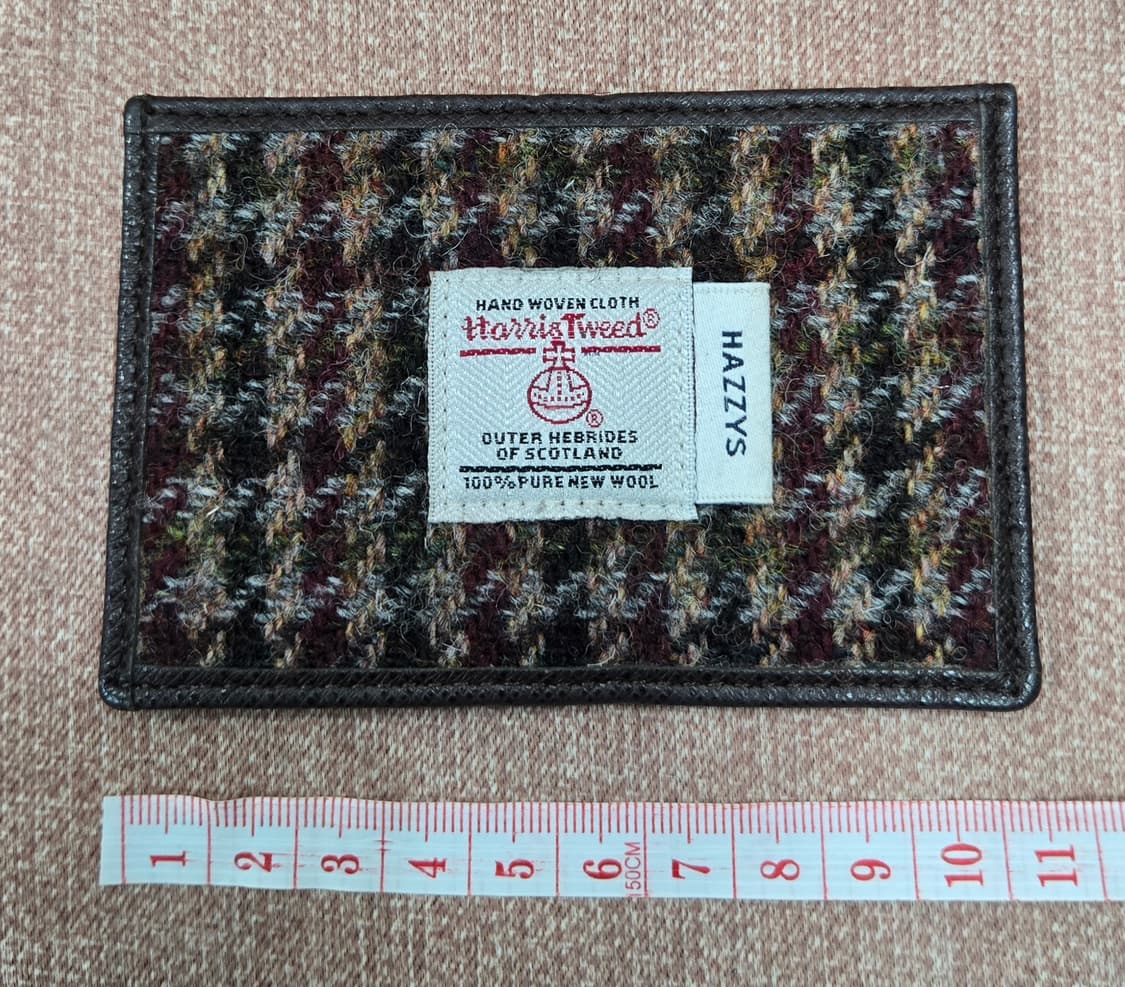 HAND WOVEN CLOTH
Harris Tweed®
®
OUTER HEBRIDES
OF SCOTLAND
100% PURE NEW WOOL
HAZZYS
1 2 3 4 5 6 150CM 7 8 9 10 11